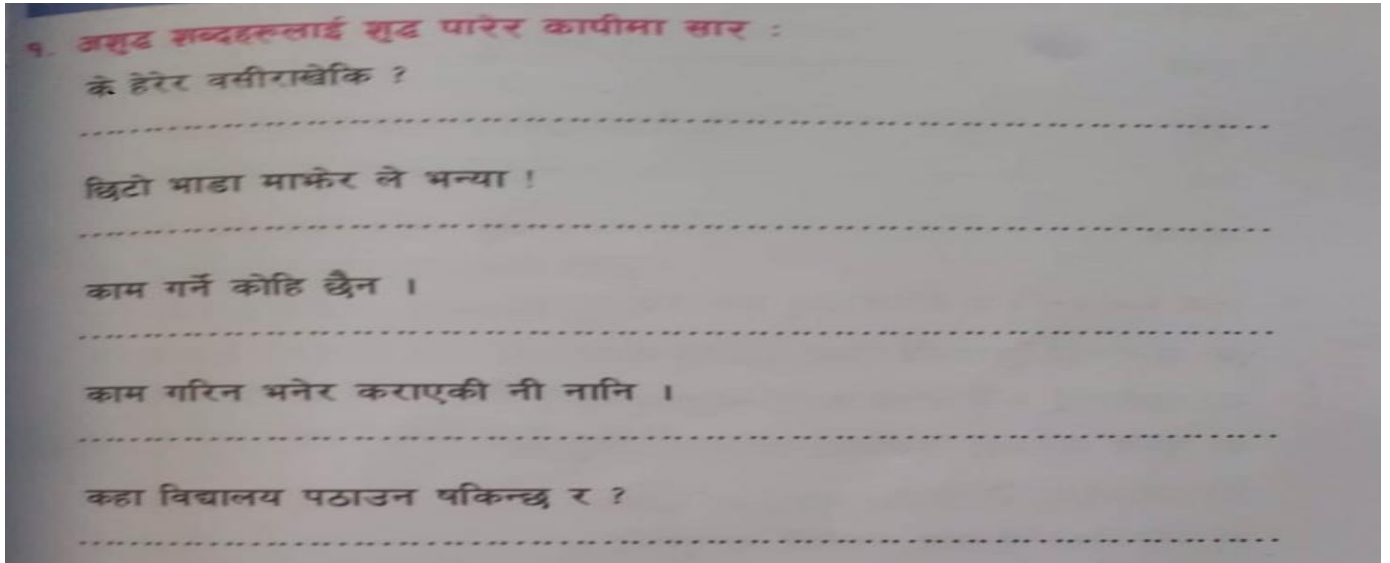 १. अशुद्ध शब्दहरूलाई शुद्ध पारेर कापीमा सार :
के हेरेर वसीराखेकि ?
छिटो भाडा माझेर ले भन्या !
काम गर्ने कोहि छैन ।
काम गरिन भनेर कराएकी नी नानि ।
कहा विद्यालय पठाउन षकिन्छ र ?